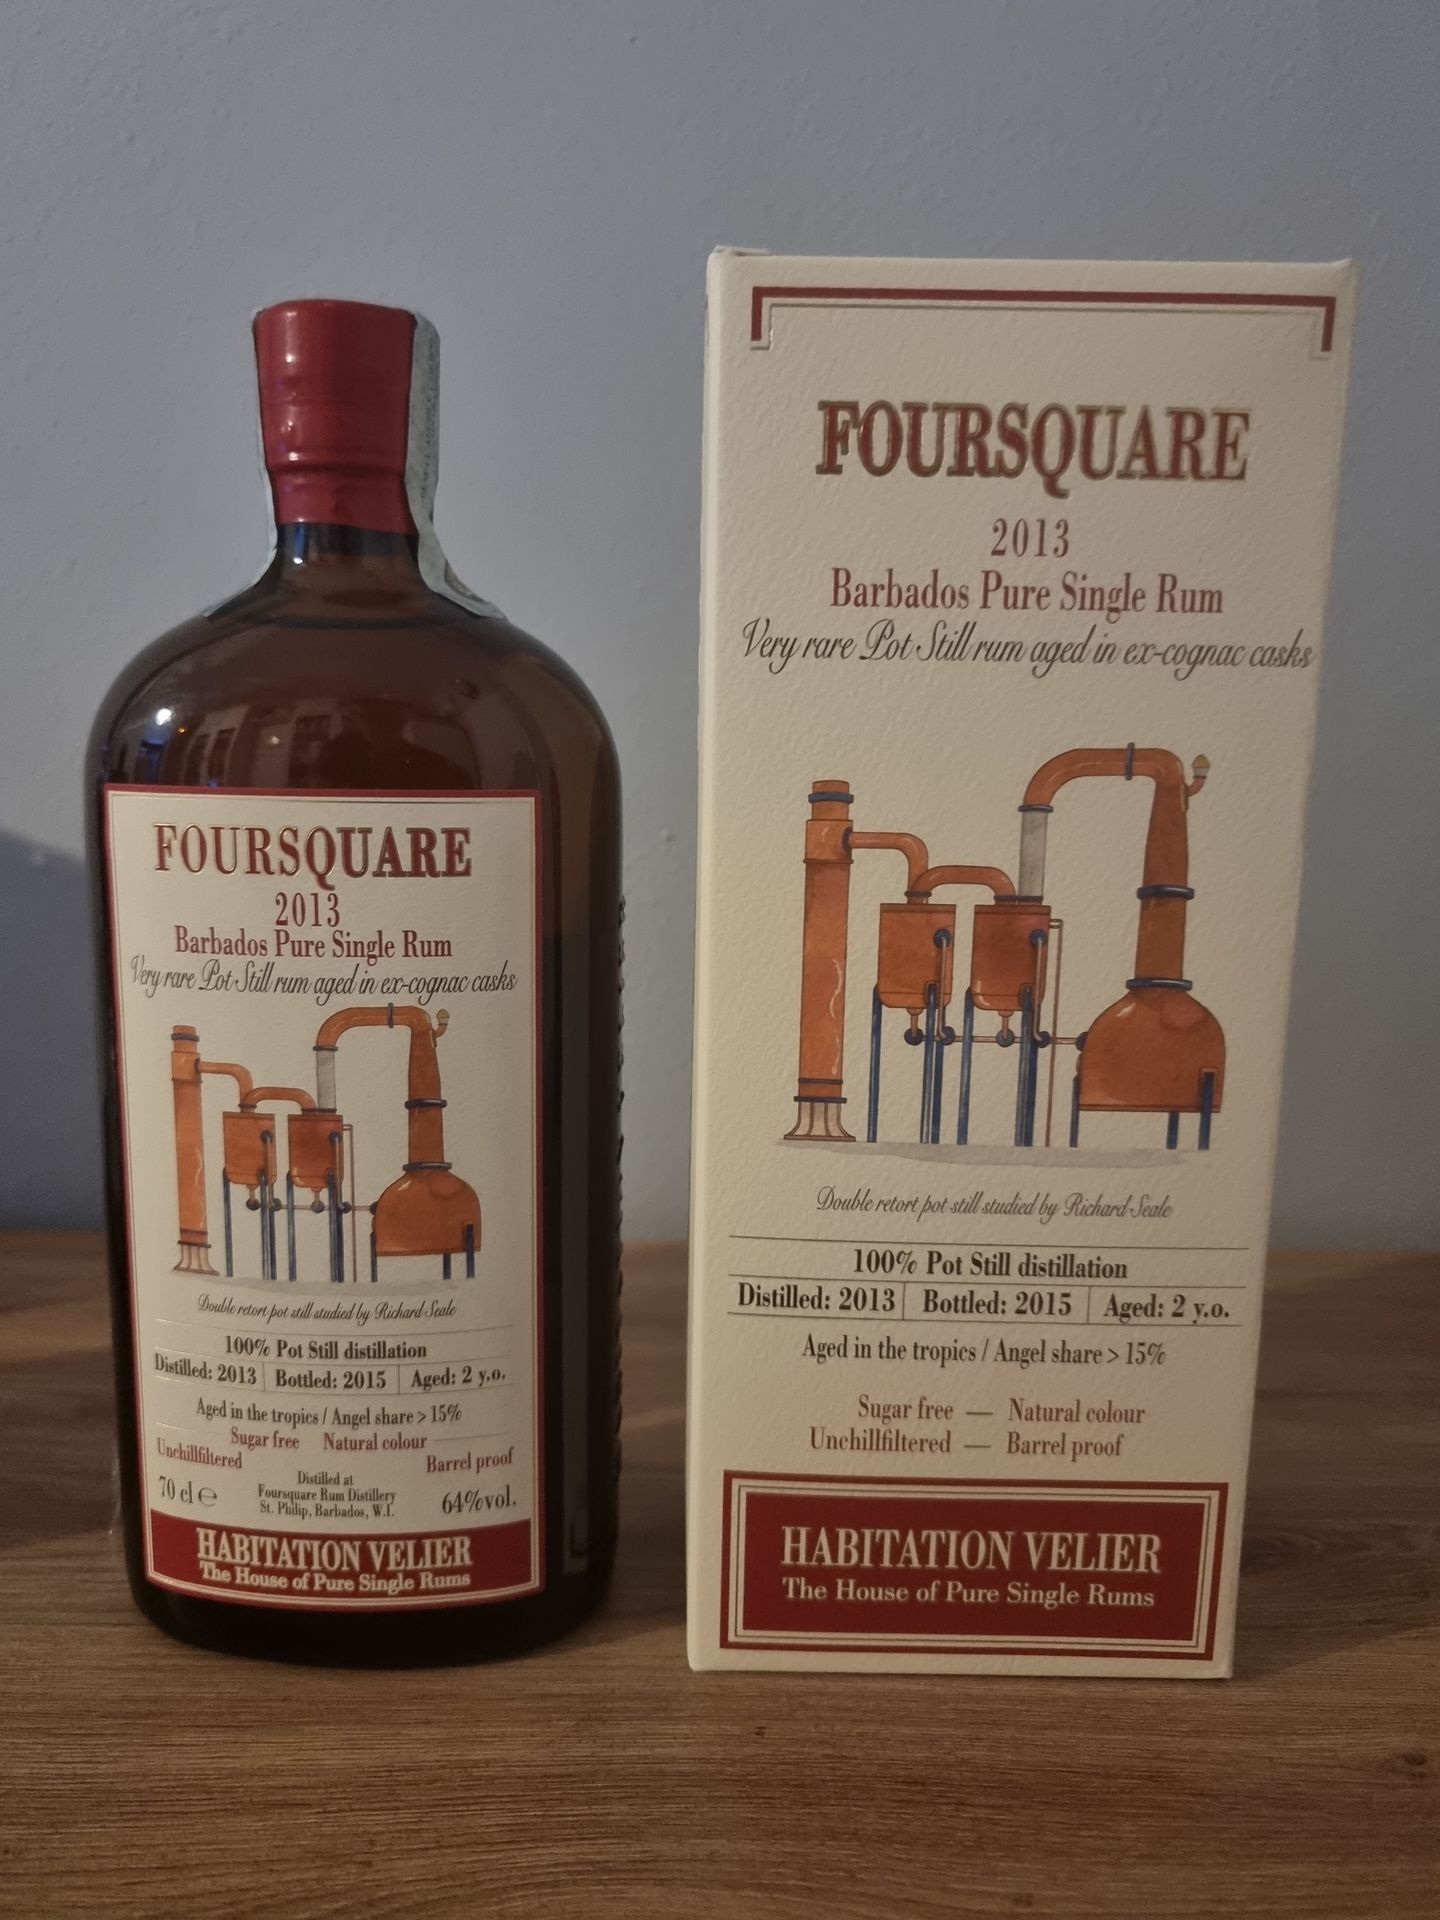 FOURSQUARE
2013
Barbados Pure Single Rum
Very rare Pot Still rum aged in ex-cognac casks
Double retort pot still studied by Richard Seale
100% Pot Still distillation
Distilled: 2013 Bottled: 2015 Aged: 2 y.o.
Aged in the tropics / Angel share > 15%
Sugar free Natural colour
Unchillfiltered Barrel proof
70 cl e
Distilled at
Foursquare Rum Distillery
St. Philip, Barbados, W.I.
64%vol.
HABITATION VELIER
The House of Pure Single Rums
FOURSQUARE
2013
Barbados Pure Single Rum
Very rare Pot Still rum aged in ex-cognac casks
Double retort pot still studied by Richard Seale
100% Pot Still distillation
Distilled: 2013 Bottled: 2015 Aged: 2 y.o.
Aged in the tropics / Angel share > 15%
Sugar free — Natural colour
Unchillfiltered — Barrel proof
HABITATION VELIER
The House of Pure Single Rums